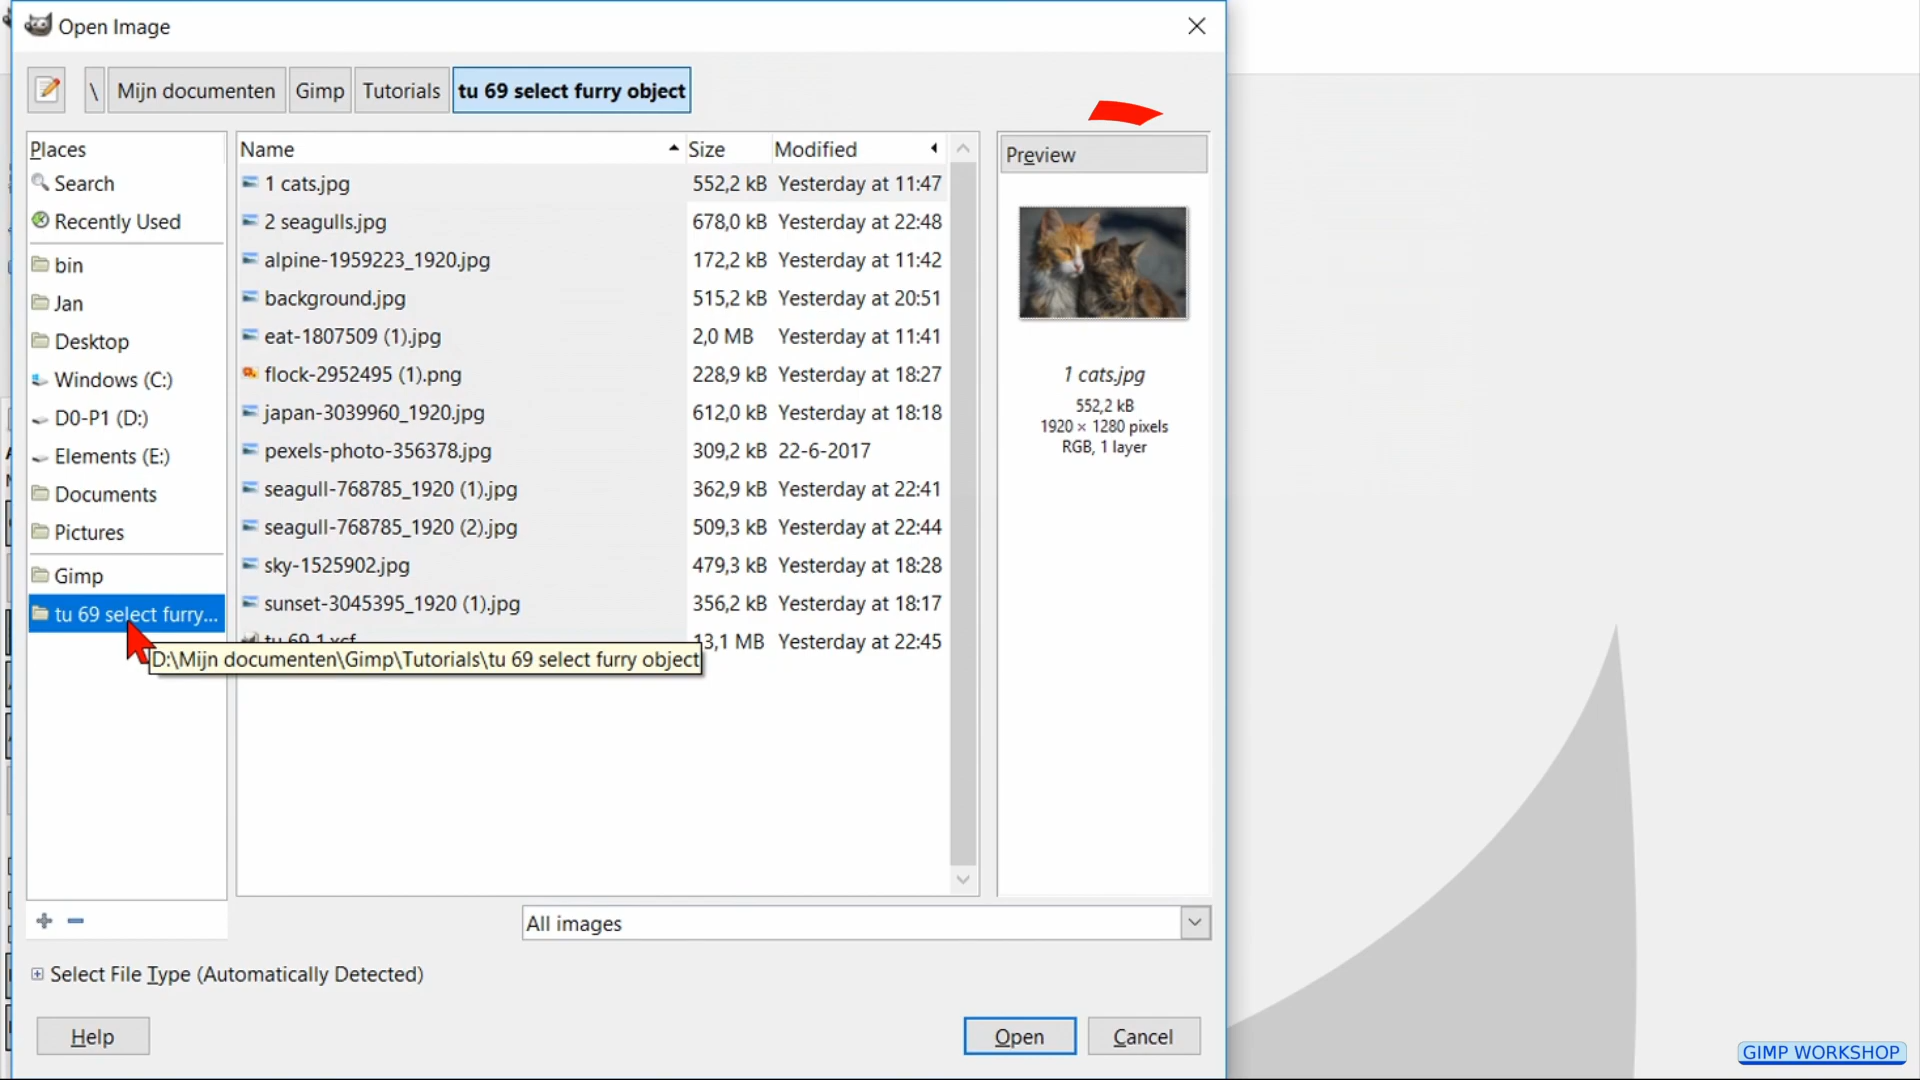 Open Image
\ Mijn documenten Gimp Tutorials tu 69 select furry object
Places
Search
Recently Used
bin
Jan
Desktop
Windows (C:)
D0-P1 (D:)
Elements (E:)
Documents
Pictures
Gimp
tu 69 select furry...
Name Size Modified
1 cats.jpg 552,2 kB Yesterday at 11:47
2 seagulls.jpg 678,0 kB Yesterday at 22:48
alpine-1959223_1920.jpg 172,2 kB Yesterday at 11:42
background.jpg 515,2 kB Yesterday at 20:51
eat-1807509 (1).jpg 2,0 MB Yesterday at 11:41
flock-2952495 (1).png 228,9 kB Yesterday at 18:27
japan-3039960_1920.jpg 612,0 kB Yesterday at 18:18
pexels-photo-356378.jpg 309,2 kB 22-6-2017
seagull-768785_1920 (1).jpg 362,9 kB Yesterday at 22:41
seagull-768785_1920 (2).jpg 509,3 kB Yesterday at 22:44
sky-1525902.jpg 479,3 kB Yesterday at 18:28
sunset-3045395_1920 (1).jpg 356,2 kB Yesterday at 18:17
tu 69 1.xcf 13,1 MB Yesterday at 22:45
D:\Mijn documenten\Gimp\Tutorials\tu 69 select furry object
Preview
1 cats.jpg
552,2 kB
1920 × 1280 pixels
RGB, 1 layer
All images
Select File Type (Automatically Detected)
Help
Open
Cancel
GIMP WORKSHOP